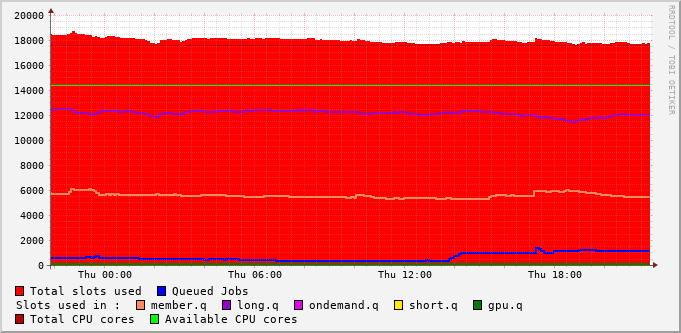 RRDTOOL / TOBI OETIKER
20000
18000
16000
14000
12000
10000
8000
6000
4000
2000
0
Thu 00:00 Thu 06:00 Thu 12:00 Thu 18:00
Total slots used Queued Jobs
Slots used in : member.q long.q ondemand.q short.q gpu.q
Total CPU cores Available CPU cores